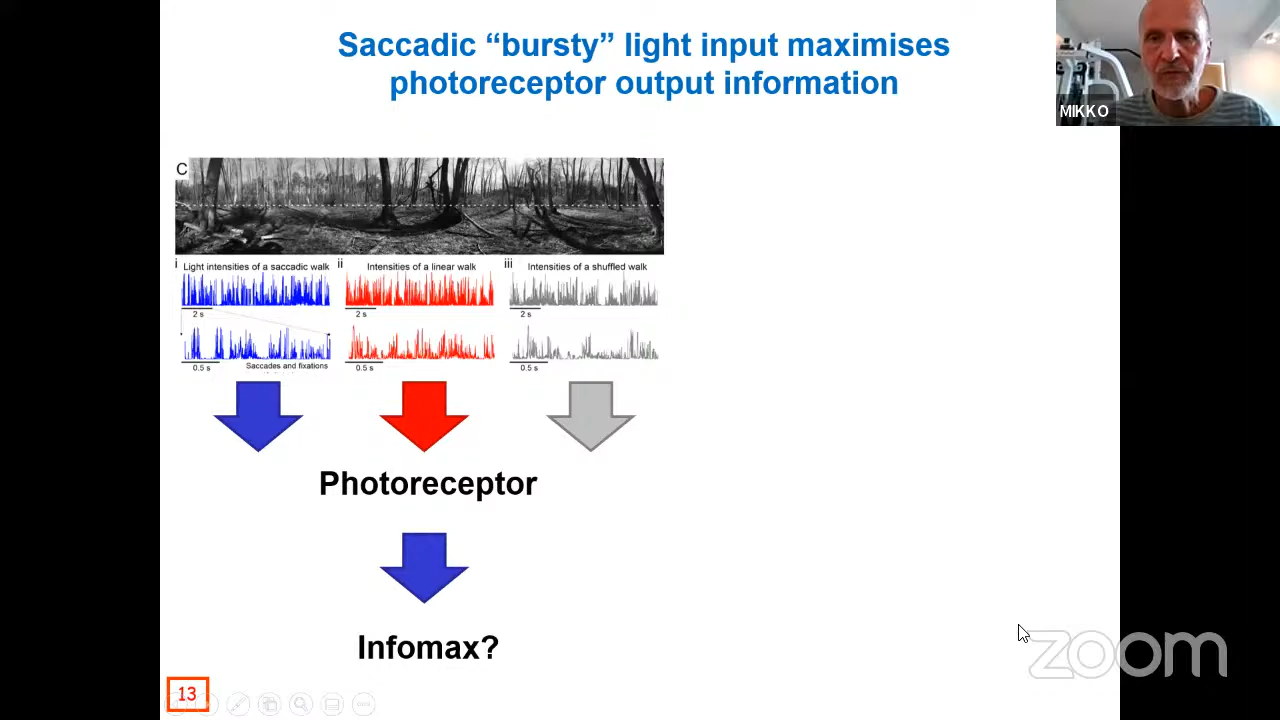 Saccadic “bursty” light input maximises
photoreceptor output information
MIKKO
C
i Light intensities of a saccadic walk
ii Intensities of a linear walk
iii Intensities of a shuffled walk
2 s
2 s
2 s
Saccades and fixations
0.5 s
0.5 s
0.5 s
Photoreceptor
Infomax?
zoom
13